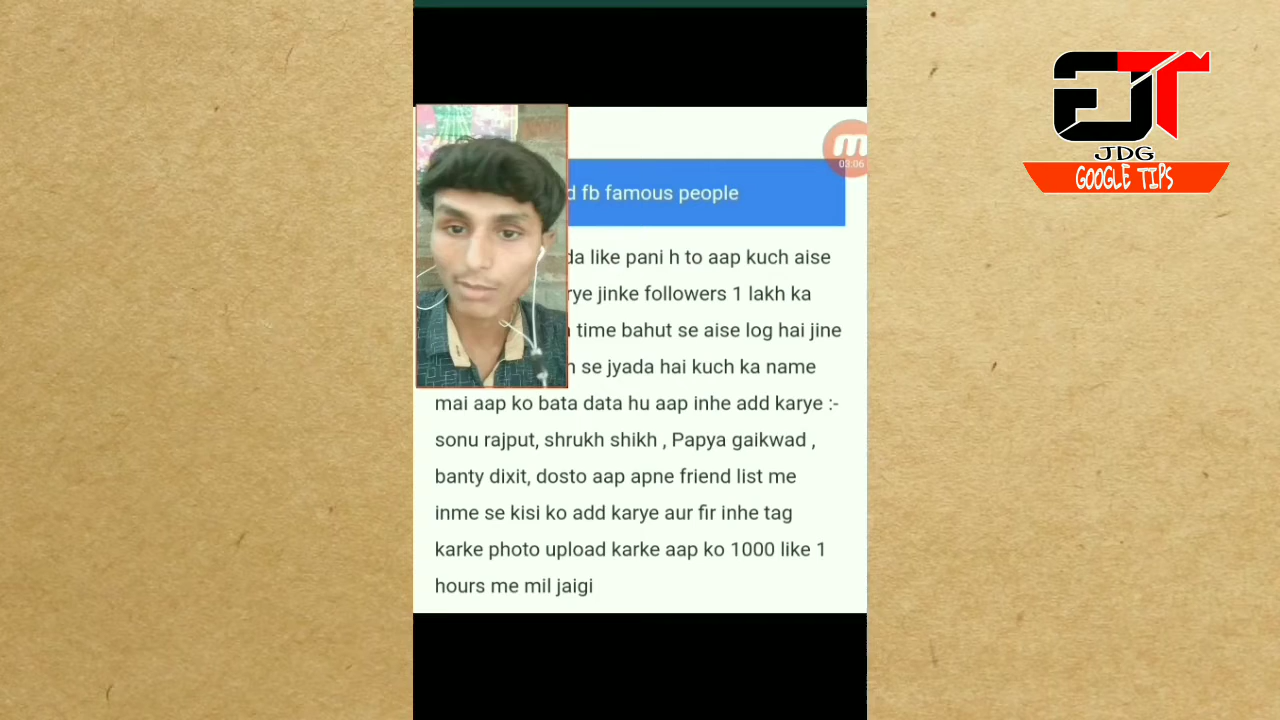 JDG
GOOGLE TIPS
03:06
fb famous people
like pani h to aap kuch aise
jinke followers 1 lakh ka
time bahut se aise log hai jine
se jyada hai kuch ka name
mai aap ko bata data hu aap inhe add karye :-
sonu rajput, shrukh shikh , Papya gaikwad ,
banty dixit, dosto aap apne friend list me
inme se kisi ko add karye aur fir inhe tag
karke photo upload karke aap ko 1000 like 1
hours me mil jaigi